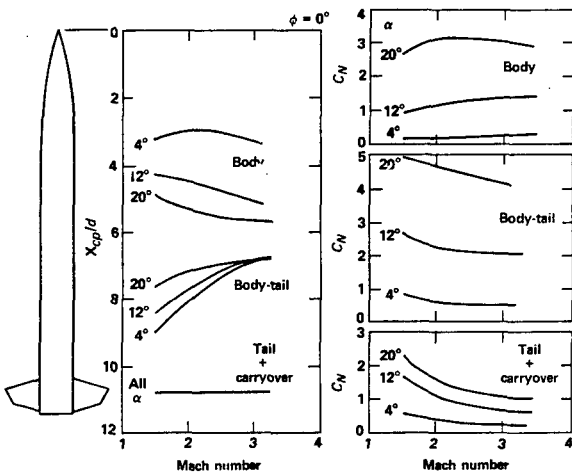 φ = 0°
0
2
4
6
8
10
12
X_cp/d
4°
Body
12°
20°
20°
12°
4°
Body-tail
Tail
+
carryover
All
α
1
2
3
4
Mach number
α
4
3
2
1
0
C_N
20°
12°
4°
Body
5
4
3
2
1
0
C_N
20°
12°
4°
Body-tail
3
2
1
0
C_N
20°
12°
4°
Tail
+
carryover
1
2
3
4
Mach number